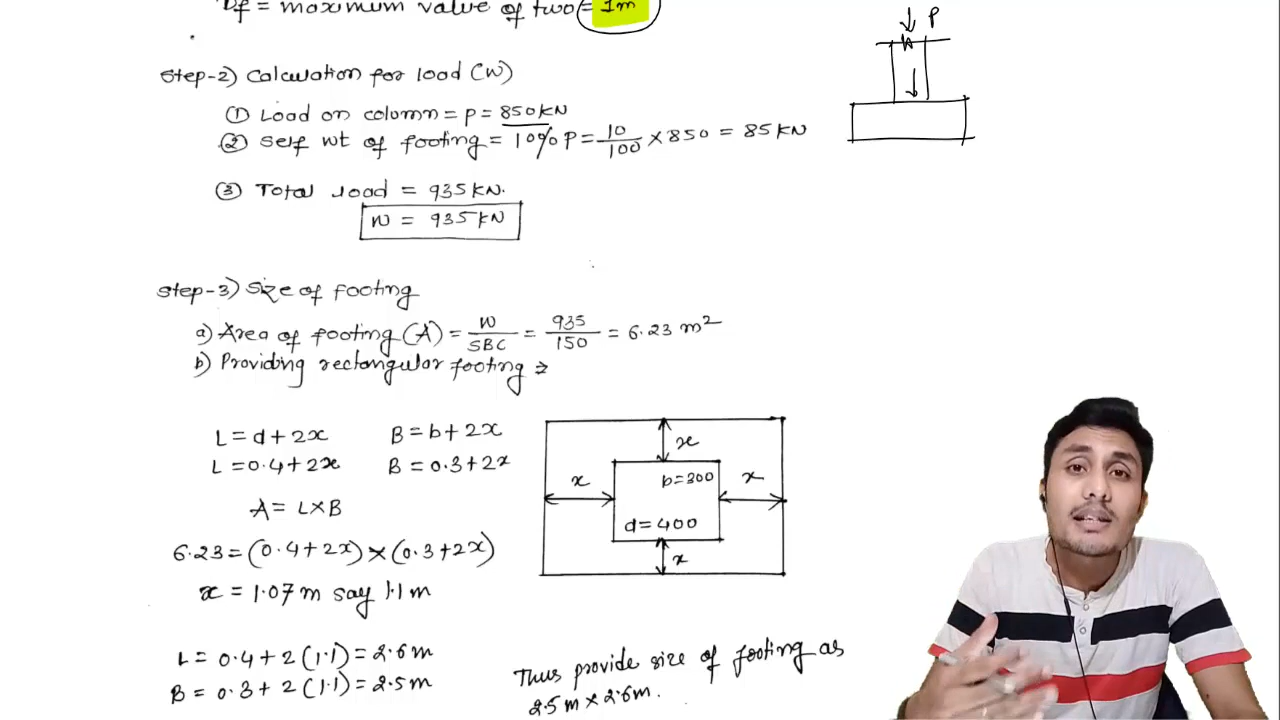 Df = maximum value of two = 1m
P
Step-2) Calculation for load (W)
① Load on column = P = 850 kN
② Self wt of footing = 10% P = 10/100 × 850 = 85 kN
③ Total load = 935 kN.
W = 935 kN
Step-3) Size of footing
a) Area of footing (A) = W/SBC = 935/150 = 6.23 m²
b) Providing rectangular footing ⇒
L = d + 2x B = b + 2x
L = 0.4 + 2x B = 0.3 + 2x
A = L×B
6.23 = (0.4 + 2x) × (0.3 + 2x)
x = 1.07 m say 1.1 m
L = 0.4 + 2 (1.1) = 2.6 m
B = 0.3 + 2 (1.1) = 2.5 m
x
x b=300 x
d=400
x
Thus provide size of footing as
2.5 m × 2.6 m.